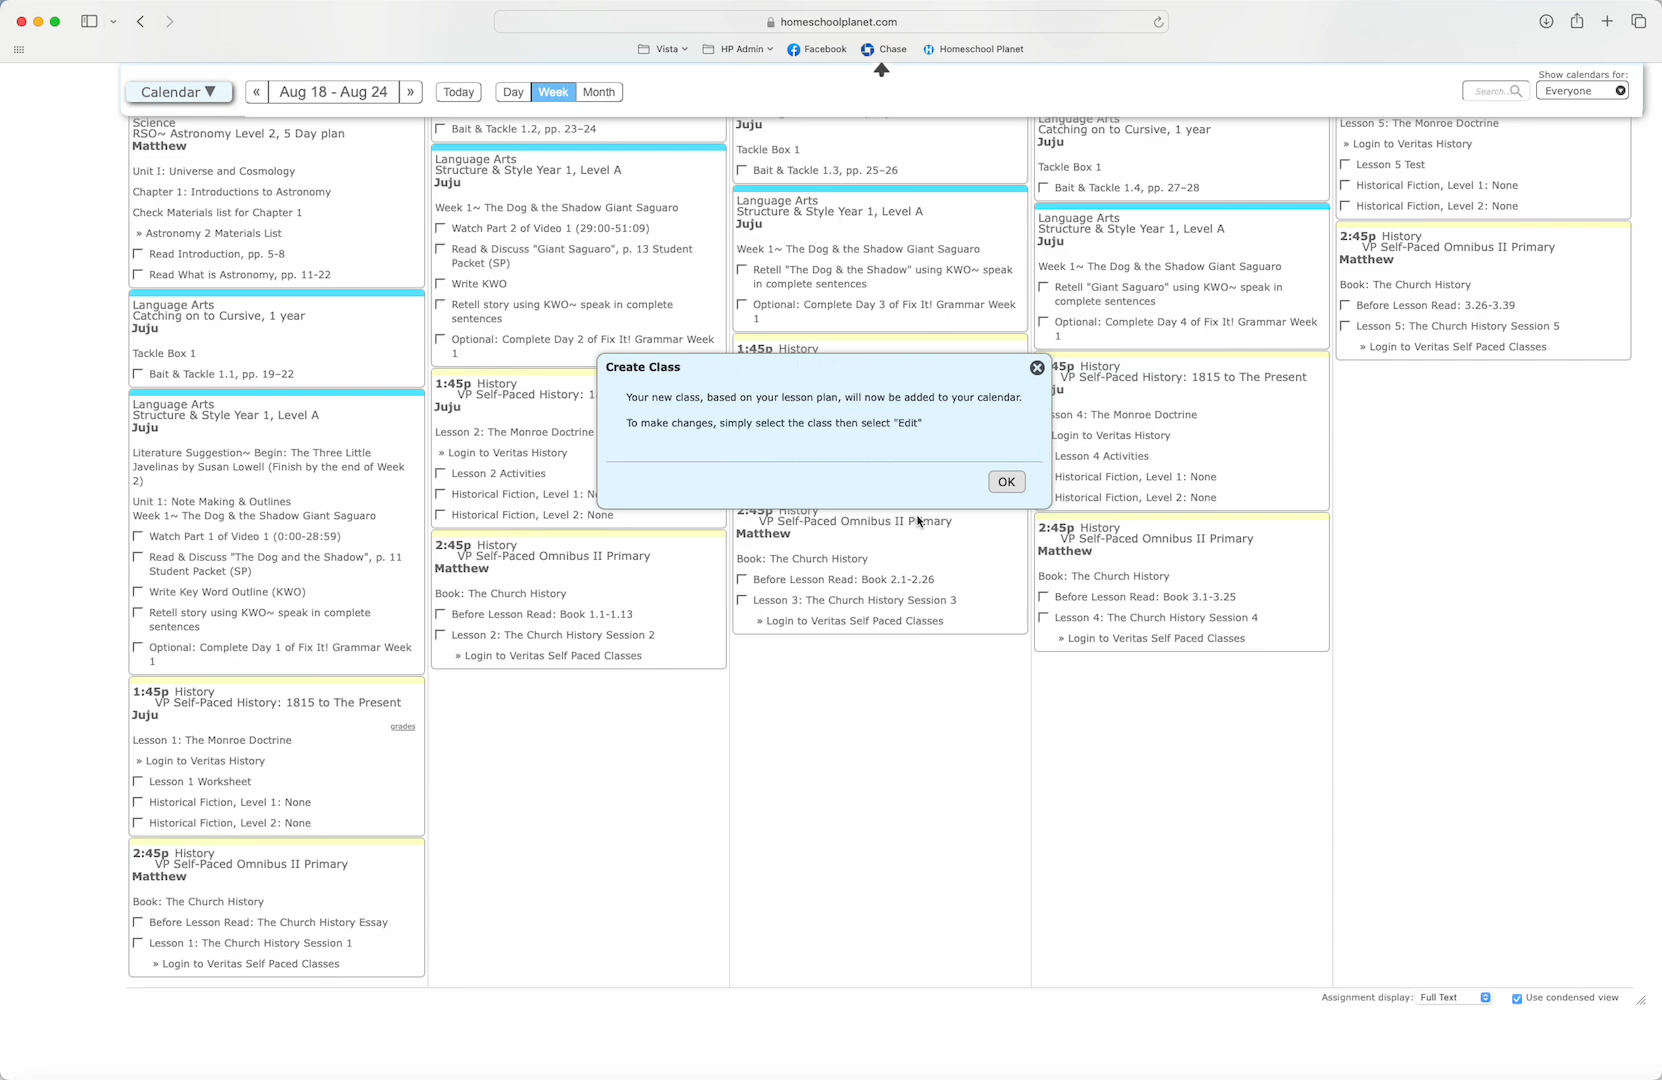 homeschoolplanet.com
Vista
HP Admin
Facebook
Chase
Homeschool Planet
Calendar ▼
«
Aug 18 - Aug 24
»
Today
Day
Week
Month
Search...
Show calendars for:
Everyone
Science
RSO~ Astronomy Level 2, 5 Day plan
Matthew
Unit I: Universe and Cosmology
Chapter 1: Introductions to Astronomy
Check Materials list for Chapter 1
» Astronomy 2 Materials List
Read Introduction, pp. 5-8
Read What is Astronomy, pp. 11-22
Language Arts
Catching on to Cursive, 1 year
Juju
Tackle Box 1
Bait & Tackle 1.1, pp. 19–22
Language Arts
Structure & Style Year 1, Level A
Juju
Literature Suggestion~ Begin: The Three Little
Javelinas by Susan Lowell (Finish by the end of Week
2)
Unit 1: Note Making & Outlines
Week 1~ The Dog & the Shadow Giant Saguaro
Watch Part 1 of Video 1 (0:00-28:59)
Read & Discuss "The Dog and the Shadow", p. 11
Student Packet (SP)
Write Key Word Outline (KWO)
Retell story using KWO~ speak in complete
sentences
Optional: Complete Day 1 of Fix It! Grammar Week
1
1:45p History
VP Self-Paced History: 1815 to The Present
Juju
grades
Lesson 1: The Monroe Doctrine
» Login to Veritas History
Lesson 1 Worksheet
Historical Fiction, Level 1: None
Historical Fiction, Level 2: None
2:45p History
VP Self-Paced Omnibus II Primary
Matthew
Book: The Church History
Before Lesson Read: The Church History Essay
Lesson 1: The Church History Session 1
» Login to Veritas Self Paced Classes
Bait & Tackle 1.2, pp. 23–24
Language Arts
Structure & Style Year 1, Level A
Juju
Week 1~ The Dog & the Shadow Giant Saguaro
Watch Part 2 of Video 1 (29:00-51:09)
Read & Discuss "Giant Saguaro", p. 13 Student
Packet (SP)
Write KWO
Retell story using KWO~ speak in complete
sentences
Optional: Complete Day 2 of Fix It! Grammar Week
1
1:45p History
VP Self-Paced History: 1
Juju
Lesson 2: The Monroe Doctrine
» Login to Veritas History
Lesson 2 Activities
Historical Fiction, Level 1: N
Historical Fiction, Level 2: None
2:45p History
VP Self-Paced Omnibus II Primary
Matthew
Book: The Church History
Before Lesson Read: Book 1.1-1.13
Lesson 2: The Church History Session 2
» Login to Veritas Self Paced Classes
Juju
Tackle Box 1
Bait & Tackle 1.3, pp. 25–26
Language Arts
Structure & Style Year 1, Level A
Juju
Week 1~ The Dog & the Shadow Giant Saguaro
Retell "The Dog & the Shadow" using KWO~ speak
in complete sentences
Optional: Complete Day 3 of Fix It! Grammar Week
1
1:45p History
Create Class
Your new class, based on your lesson plan, will now be added to your calendar.
To make changes, simply select the class then select "Edit"
OK
2:45p History
VP Self-Paced Omnibus II Primary
Matthew
Book: The Church History
Before Lesson Read: Book 2.1-2.26
Lesson 3: The Church History Session 3
» Login to Veritas Self Paced Classes
Language Arts
Catching on to Cursive, 1 year
Juju
Tackle Box 1
Bait & Tackle 1.4, pp. 27–28
Language Arts
Structure & Style Year 1, Level A
Juju
Week 1~ The Dog & the Shadow Giant Saguaro
Retell "Giant Saguaro" using KWO~ speak in
complete sentences
Optional: Complete Day 4 of Fix It! Grammar Week
1
45p History
VP Self-Paced History: 1815 to The Present
ju
sson 4: The Monroe Doctrine
Login to Veritas History
Lesson 4 Activities
Historical Fiction, Level 1: None
Historical Fiction, Level 2: None
2:45p History
VP Self-Paced Omnibus II Primary
Matthew
Book: The Church History
Before Lesson Read: Book 3.1-3.25
Lesson 4: The Church History Session 4
» Login to Veritas Self Paced Classes
Lesson 5: The Monroe Doctrine
» Login to Veritas History
Lesson 5 Test
Historical Fiction, Level 1: None
Historical Fiction, Level 2: None
2:45p History
VP Self-Paced Omnibus II Primary
Matthew
Book: The Church History
Before Lesson Read: 3.26-3.39
Lesson 5: The Church History Session 5
» Login to Veritas Self Paced Classes
Assignment display: Full Text
Use condensed view